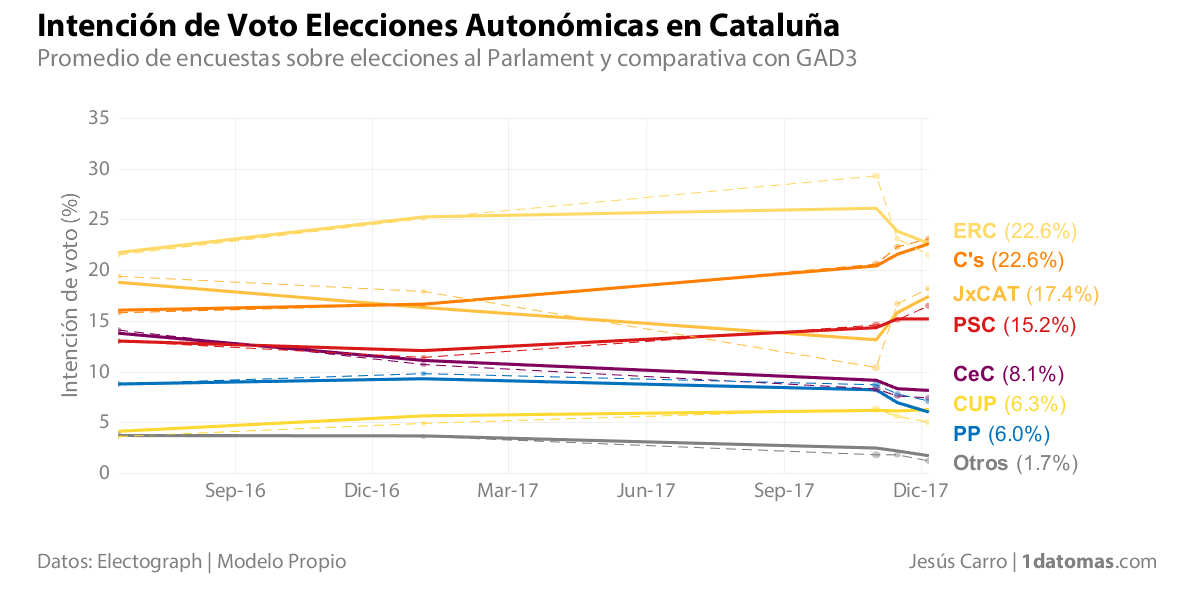 Intención de Voto Elecciones Autonómicas en Cataluña
Promedio de encuestas sobre elecciones al Parlament y comparativa con GAD3
Intención de voto (%)
35
30
25
20
15
10
5
0
Sep-16
Dic-16
Mar-17
Jun-17
Sep-17
Dic-17
ERC (22.6%)
C's (22.6%)
JxCAT (17.4%)
PSC (15.2%)
CeC (8.1%)
CUP (6.3%)
PP (6.0%)
Otros (1.7%)
Datos: Electograph | Modelo Propio
Jesús Carro | 1datomas.com